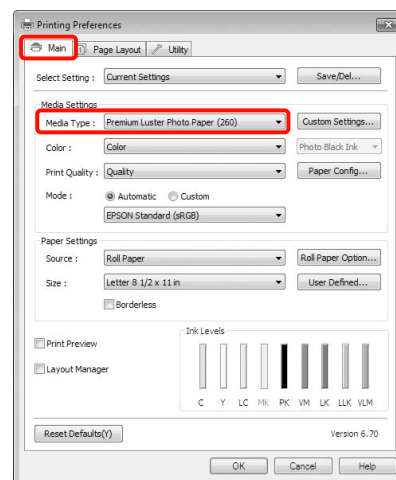 Printing Preferences
Main Page Layout Utility
Select Setting : Current Settings Save/Del...
Media Settings
Media Type : Premium Luster Photo Paper (260) Custom Settings...
Color : Color Photo Black Ink
Print Quality : Quality Paper Config...
Mode : Automatic Custom
EPSON Standard (sRGB)
Paper Settings
Source : Roll Paper Roll Paper Option...
Size : Letter 8 1/2 x 11 in User Defined...
Borderless
Ink Levels
Print Preview
Layout Manager
C Y LC MK PK VM LK LLK VLM
Reset Defaults(Y) Version 6.70
OK Cancel Help